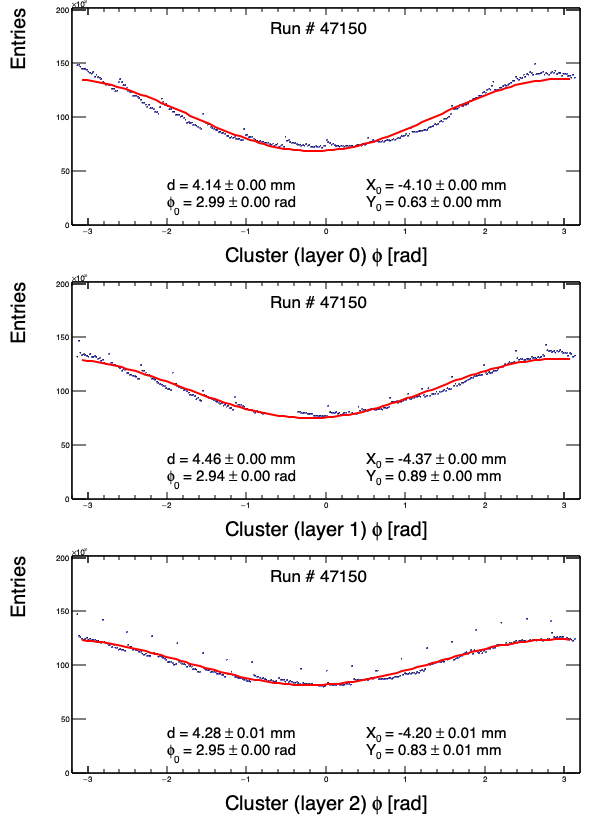 ×10²
Entries
200
150
100
50
0
Run # 47150
d = 4.14 ± 0.00 mm X₀ = -4.10 ± 0.00 mm
ϕ₀ = 2.99 ± 0.00 rad Y₀ = 0.63 ± 0.00 mm
−3 −2 −1 0 1 2 3
Cluster (layer 0) ϕ [rad]
×10²
Entries
200
150
100
50
0
Run # 47150
d = 4.46 ± 0.00 mm X₀ = -4.37 ± 0.00 mm
ϕ₀ = 2.94 ± 0.00 rad Y₀ = 0.89 ± 0.00 mm
−3 −2 −1 0 1 2 3
Cluster (layer 1) ϕ [rad]
×10²
Entries
200
150
100
50
0
Run # 47150
d = 4.28 ± 0.01 mm X₀ = -4.20 ± 0.01 mm
ϕ₀ = 2.95 ± 0.00 rad Y₀ = 0.83 ± 0.01 mm
−3 −2 −1 0 1 2 3
Cluster (layer 2) ϕ [rad]